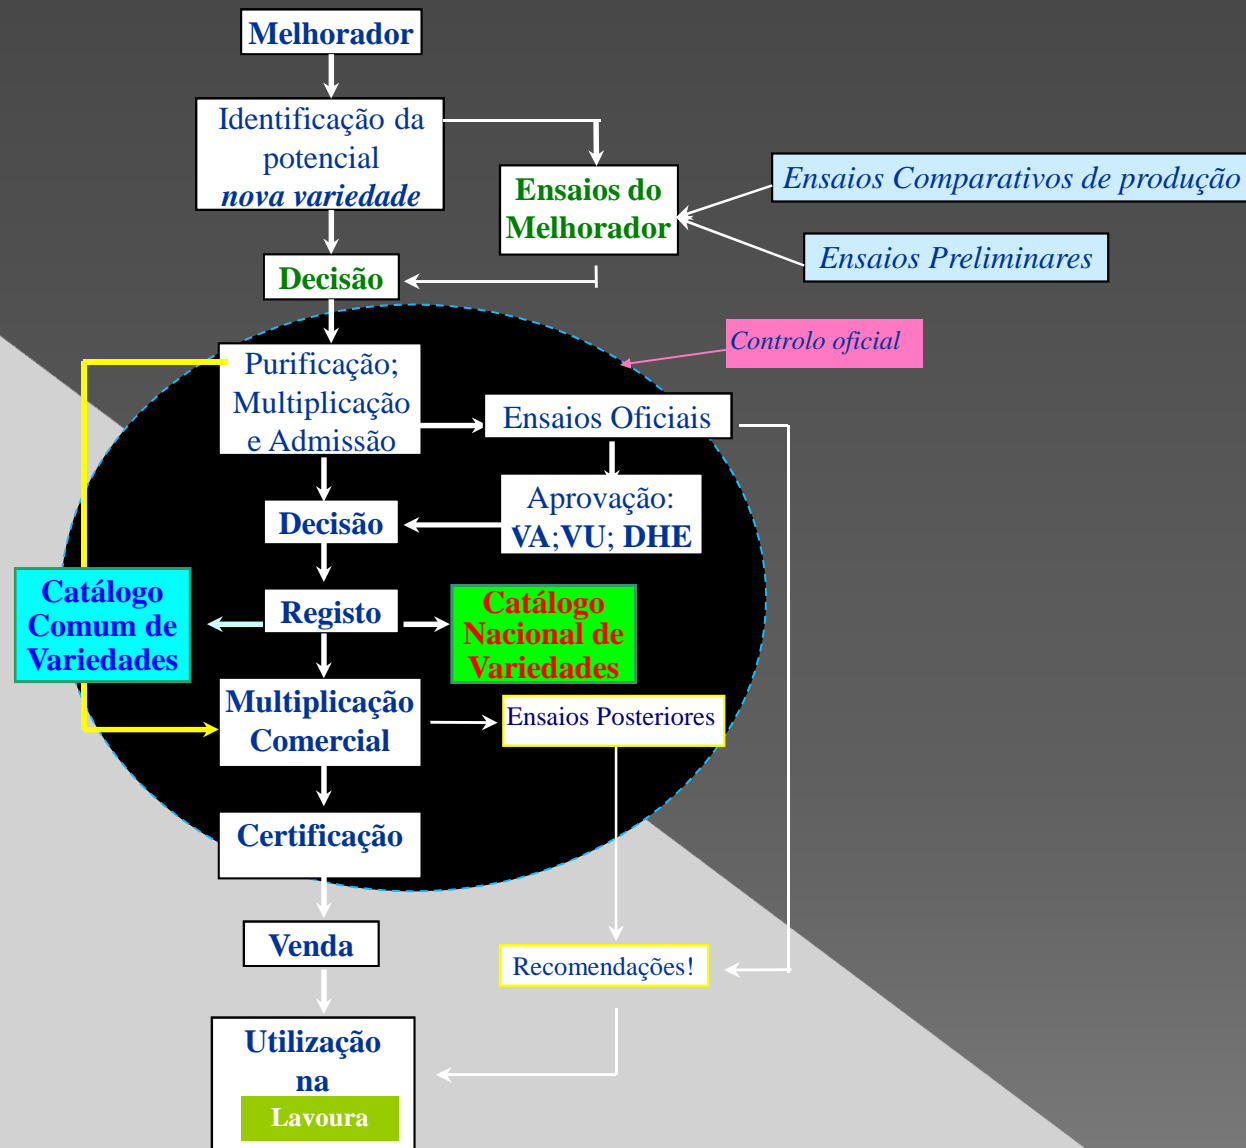 Melhorador
Identificação da
potencial
nova variedade
Ensaios do
Melhorador
Ensaios Comparativos de produção
Ensaios Preliminares
Decisão
Controlo oficial
Purificação;
Multiplicação
e Admissão
Ensaios Oficiais
Aprovação:
VA;VU; DHE
Decisão
Catálogo
Comum de
Variedades
Registo
Catálogo
Nacional de
Variedades
Multiplicação
Comercial
Ensaios Posteriores
Certificação
Venda
Recomendações!
Utilização
na
Lavoura